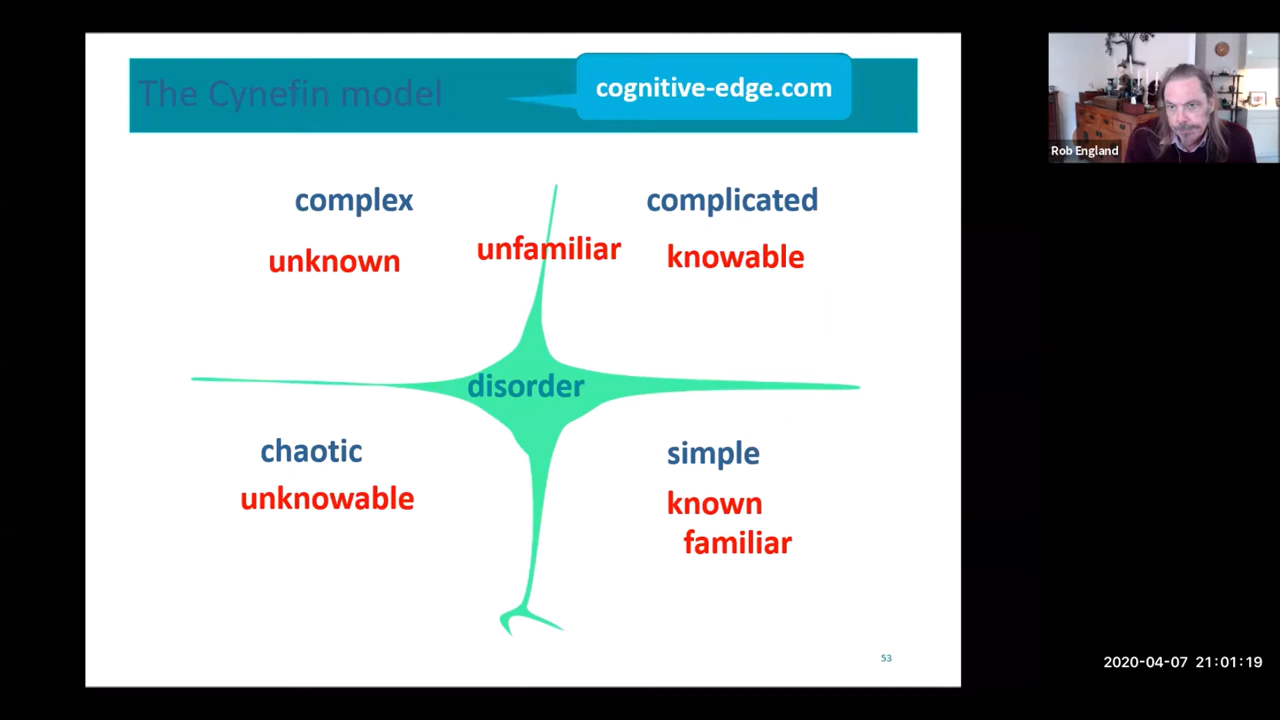 The Cynefin model
cognitive-edge.com
Rob England
complex
complicated
unknown
unfamiliar
knowable
disorder
chaotic
simple
unknowable
known
familiar
53
2020-04-07 21:01:19